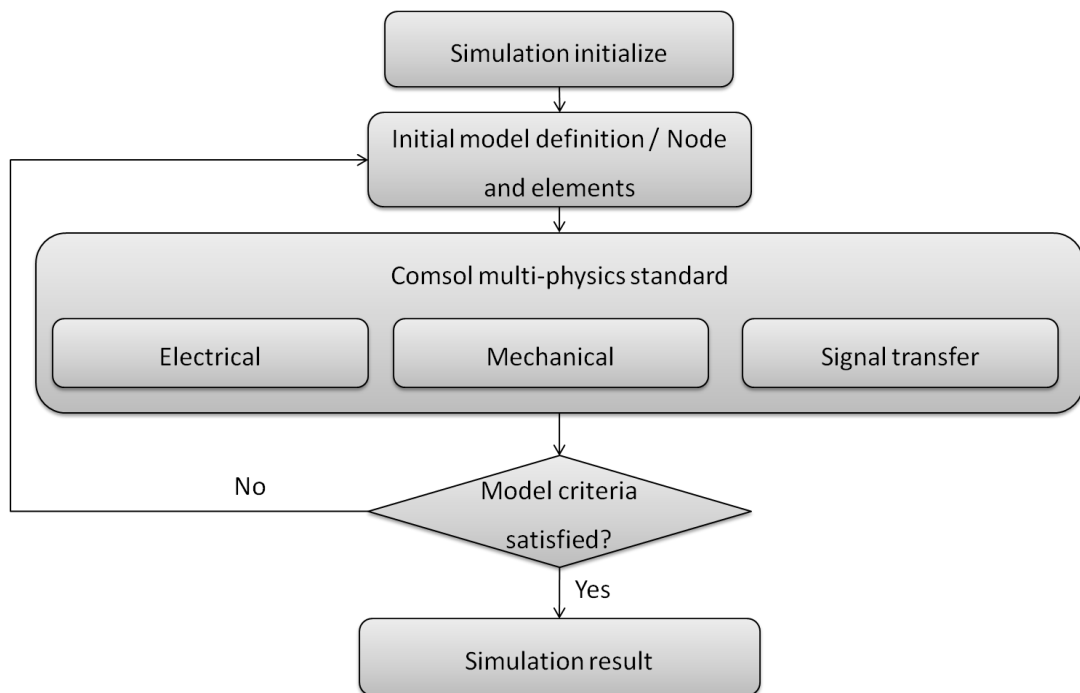 Simulation initialize
Initial model definition / Node
and elements
Comsol multi-physics standard
Electrical
Mechanical
Signal transfer
No
Model criteria
satisfied?
Yes
Simulation result